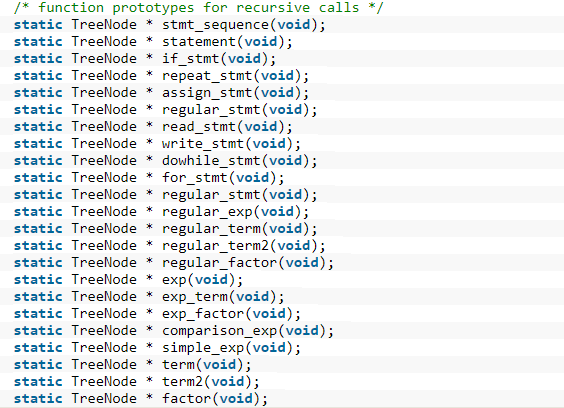 /* function prototypes for recursive calls */
static TreeNode * stmt_sequence(void);
static TreeNode * statement(void);
static TreeNode * if_stmt(void);
static TreeNode * repeat_stmt(void);
static TreeNode * assign_stmt(void);
static TreeNode * regular_stmt(void);
static TreeNode * read_stmt(void);
static TreeNode * write_stmt(void);
static TreeNode * dowhile_stmt(void);
static TreeNode * for_stmt(void);
static TreeNode * regular_stmt(void);
static TreeNode * regular_exp(void);
static TreeNode * regular_term(void);
static TreeNode * regular_term2(void);
static TreeNode * regular_factor(void);
static TreeNode * exp(void);
static TreeNode * exp_term(void);
static TreeNode * exp_factor(void);
static TreeNode * comparison_exp(void);
static TreeNode * simple_exp(void);
static TreeNode * term(void);
static TreeNode * term2(void);
static TreeNode * factor(void);